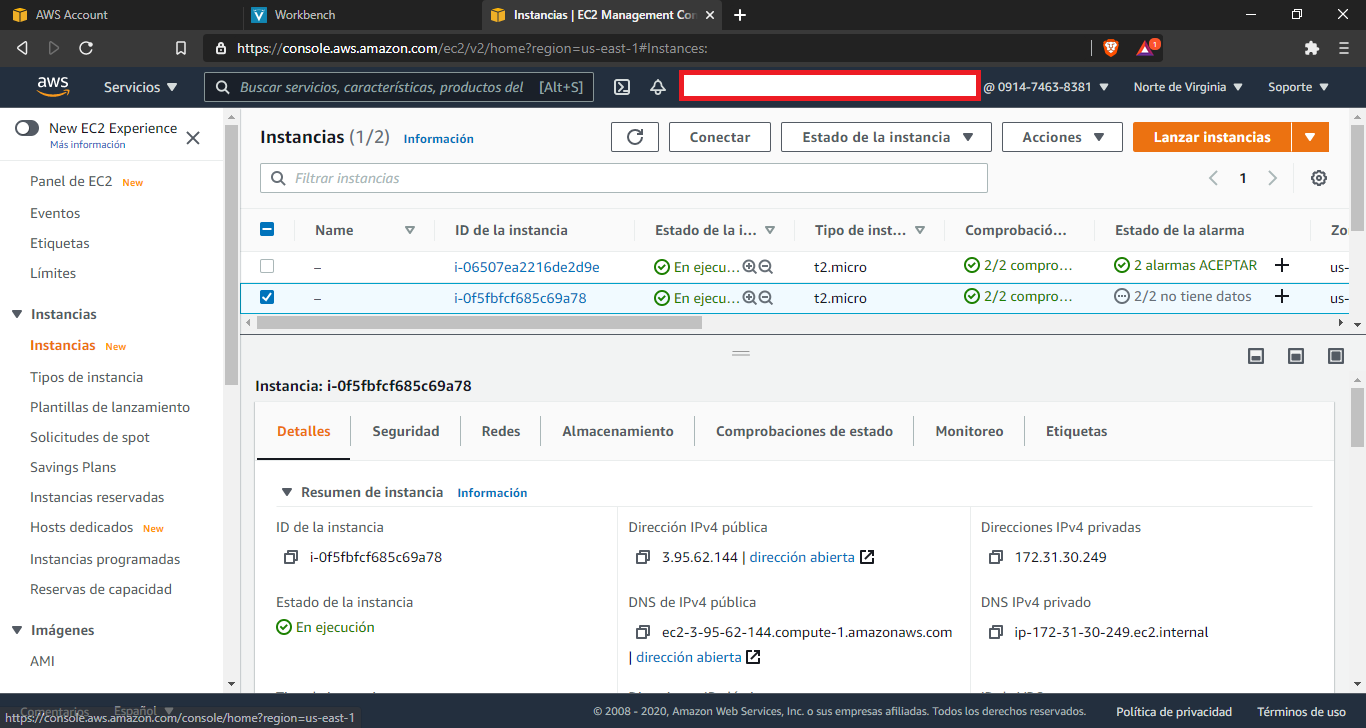 AWS Account
Workbench
Instancias | EC2 Management Con
https://console.aws.amazon.com/ec2/v2/home?region=us-east-1#Instances:
1
aws
Servicios
Buscar servicios, características, productos del [Alt+S]
@ 0914-7463-8381
Norte de Virginia
Soporte
New EC2 Experience
Más información
Panel de EC2 New
Eventos
Etiquetas
Límites
Instancias
Instancias New
Tipos de instancia
Plantillas de lanzamiento
Solicitudes de spot
Savings Plans
Instancias reservadas
Hosts dedicados New
Instancias programadas
Reservas de capacidad
Imágenes
AMI
Instancias (1/2) Información
Conectar
Estado de la instancia
Acciones
Lanzar instancias
Filtrar instancias
1
Name ID de la instancia Estado de la i... Tipo de inst... Comprobació... Estado de la alarma Zo
– i-06507ea2216de2d9e En ejecu... t2.micro 2/2 compro... 2 alarmas ACEPTAR + us-
– i-0f5fbfcf685c69a78 En ejecu... t2.micro 2/2 compro... 2/2 no tiene datos + us-
Instancia: i-0f5fbfcf685c69a78
Detalles Seguridad Redes Almacenamiento Comprobaciones de estado Monitoreo Etiquetas
Resumen de instancia Información
ID de la instancia
i-0f5fbfcf685c69a78
Estado de la instancia
En ejecución
Dirección IPv4 pública
3.95.62.144 | dirección abierta
DNS de IPv4 pública
ec2-3-95-62-144.compute-1.amazonaws.com
| dirección abierta
Direcciones IPv4 privadas
172.31.30.249
DNS IPv4 privado
ip-172-31-30-249.ec2.internal
Comentarios
Español
https://console.aws.amazon.com/console/home?region=us-east-1
© 2008 - 2020, Amazon Web Services, Inc. o sus empresas afiliadas. Todos los derechos reservados.
Política de privacidad
Términos de uso